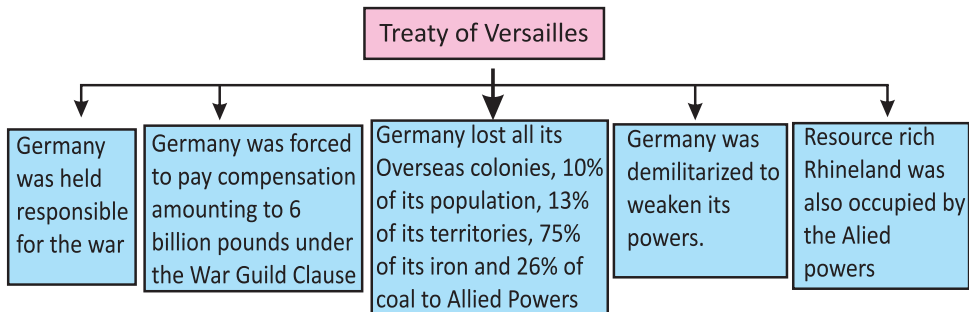 Treaty of Versailles
Germany
was held
responsible
for the war
Germany was forced
to pay compensation
amounting to 6
billion pounds under
the War Guild Clause
Germany lost all its
Overseas colonies, 10%
of its population, 13%
of its territories, 75%
of its iron and 26% of
coal to Allied Powers
Germany was
demilitarized to
weaken its
powers.
Resource rich
Rhineland was
also occupied by
the Alied
powers